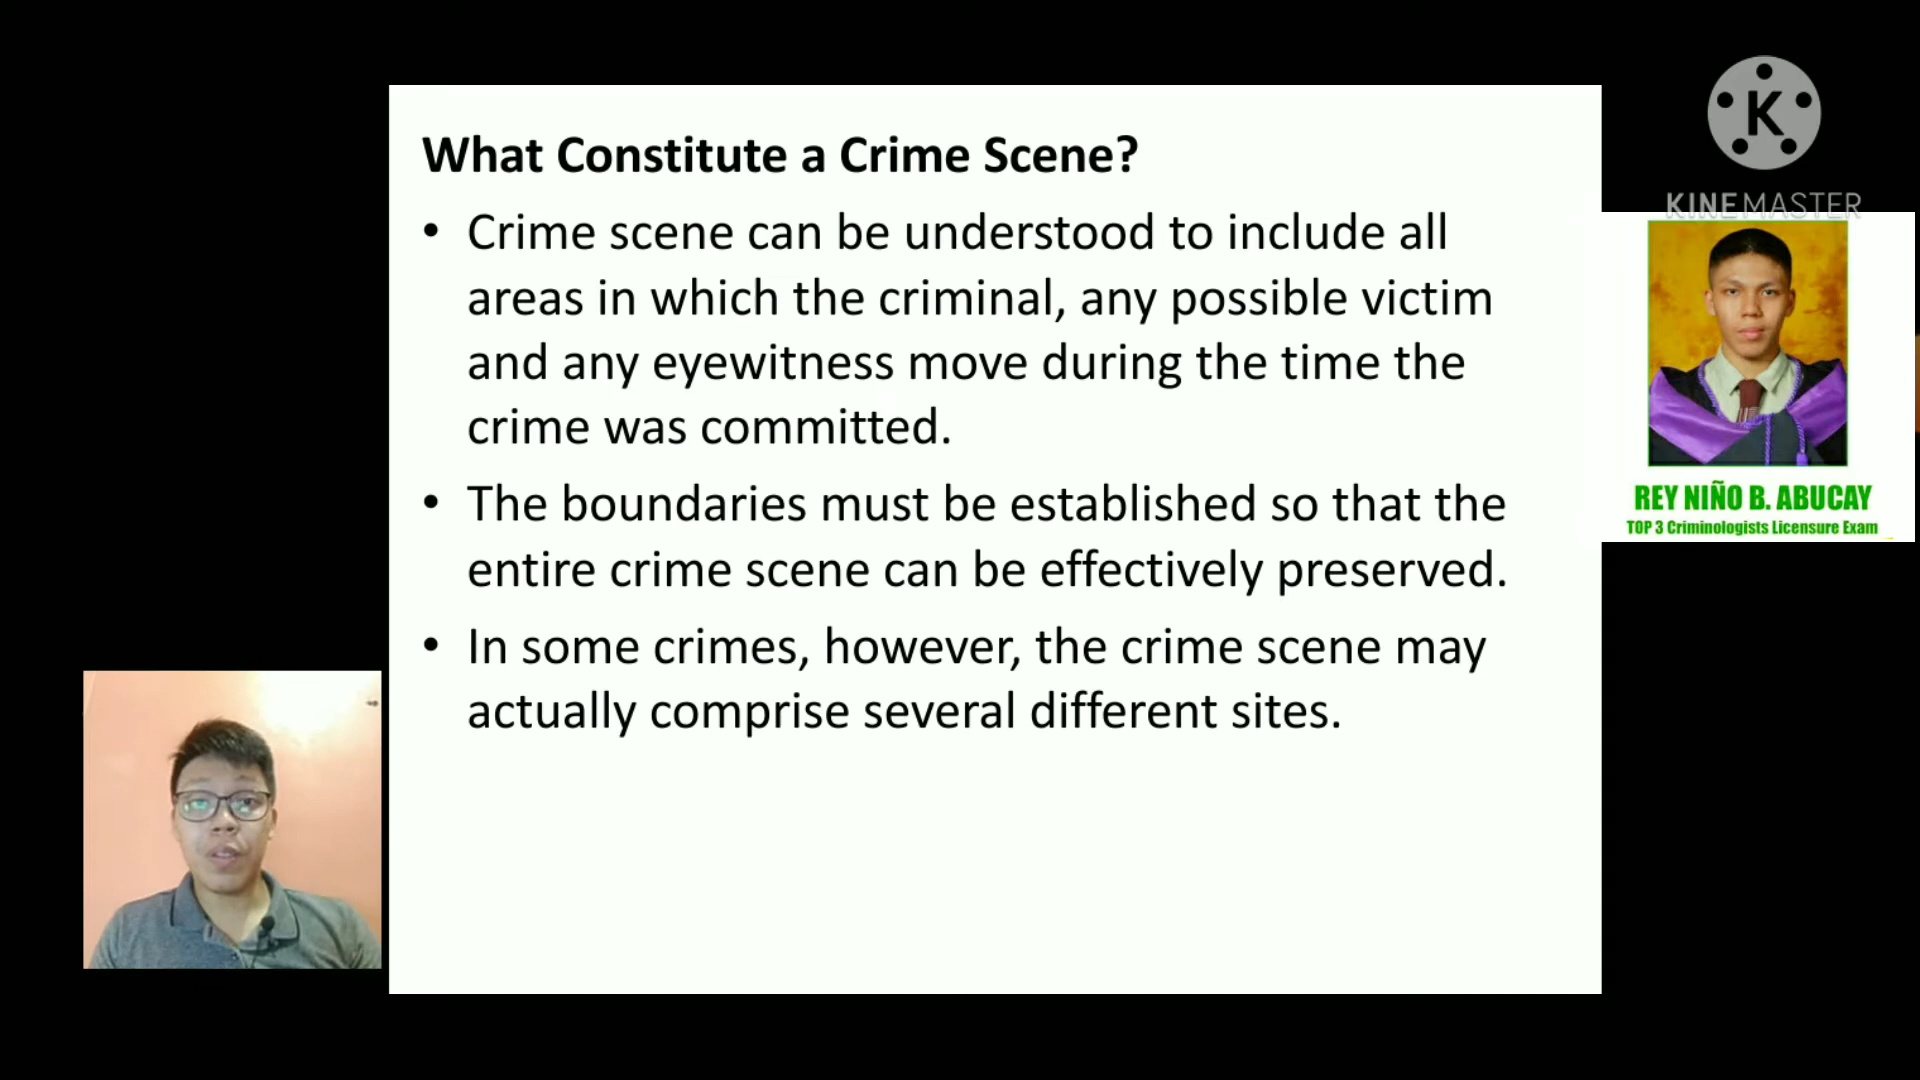 What Constitute a Crime Scene?
• Crime scene can be understood to include all
areas in which the criminal, any possible victim
and any eyewitness move during the time the
crime was committed.
• The boundaries must be established so that the
entire crime scene can be effectively preserved.
• In some crimes, however, the crime scene may
actually comprise several different sites.
K
KINEMASTER
REY NIÑO B. ABUCAY
TOP 3 Criminologists Licensure Exam